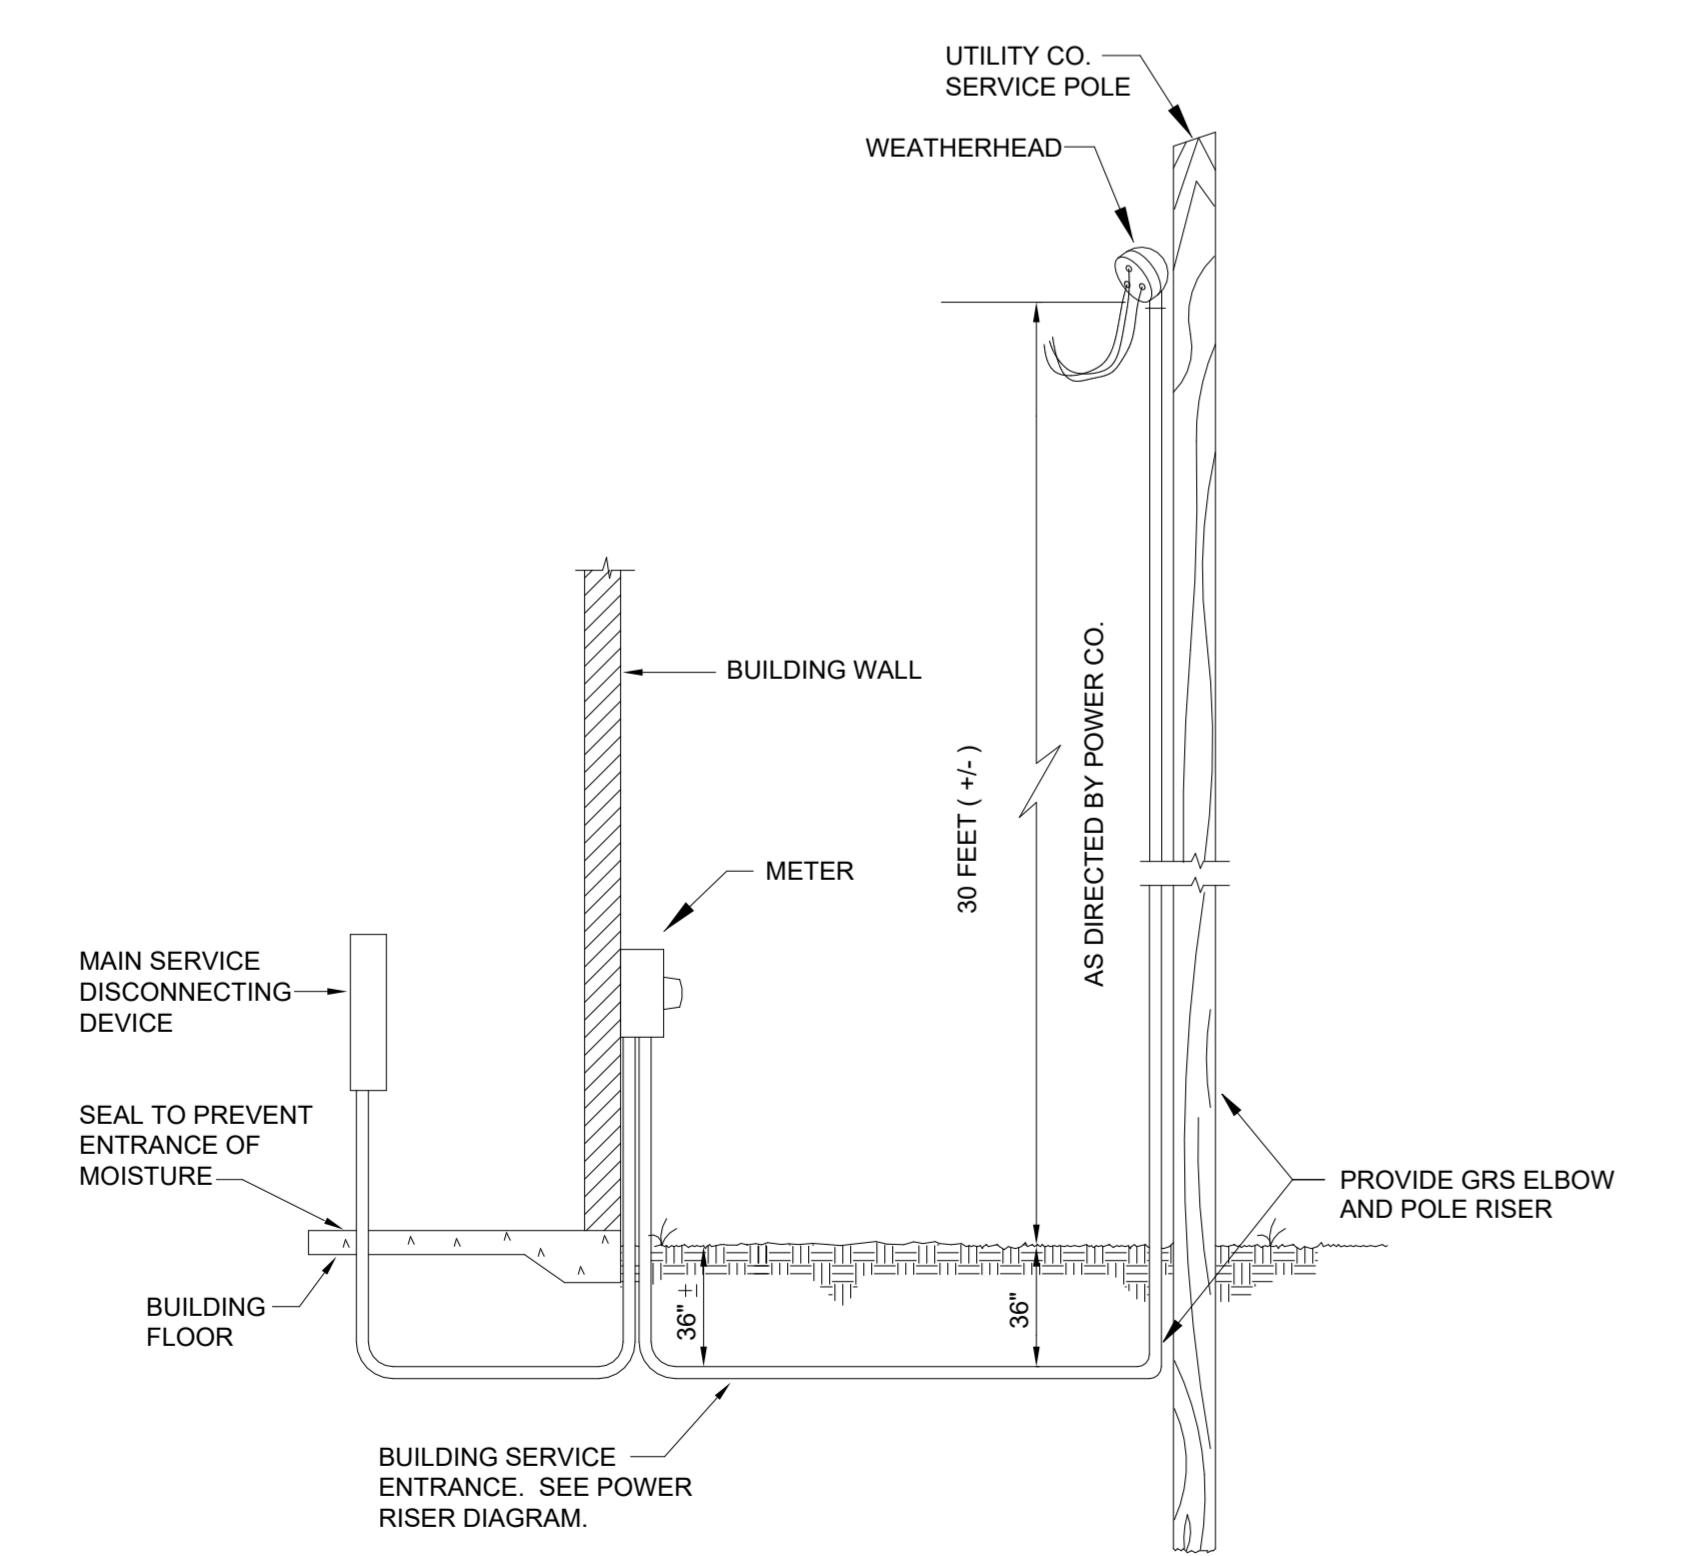 UTILITY CO.
SERVICE POLE
WEATHERHEAD
BUILDING WALL
30 FEET ( +/- )
AS DIRECTED BY POWER CO.
METER
MAIN SERVICE
DISCONNECTING
DEVICE
SEAL TO PREVENT
ENTRANCE OF
MOISTURE
PROVIDE GRS ELBOW
AND POLE RISER
BUILDING
FLOOR
36" +
36"
BUILDING SERVICE
ENTRANCE. SEE POWER
RISER DIAGRAM.